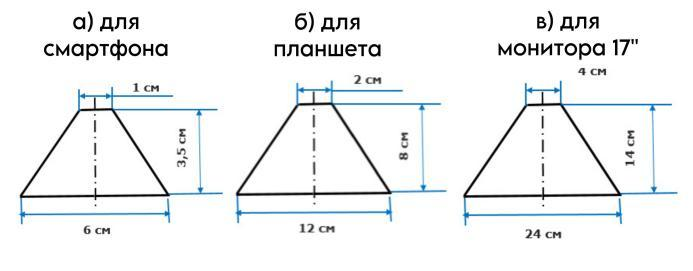 а) для
смартфона
1 см
3,5 см
6 см
б) для
планшета
2 см
8 см
12 см
в) для
монитора 17"
4 см
14 см
24 см